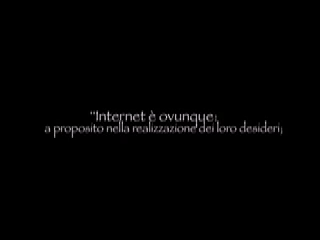 "Internet è ovunque;
a proposito nella realizzazione dei loro desideri;